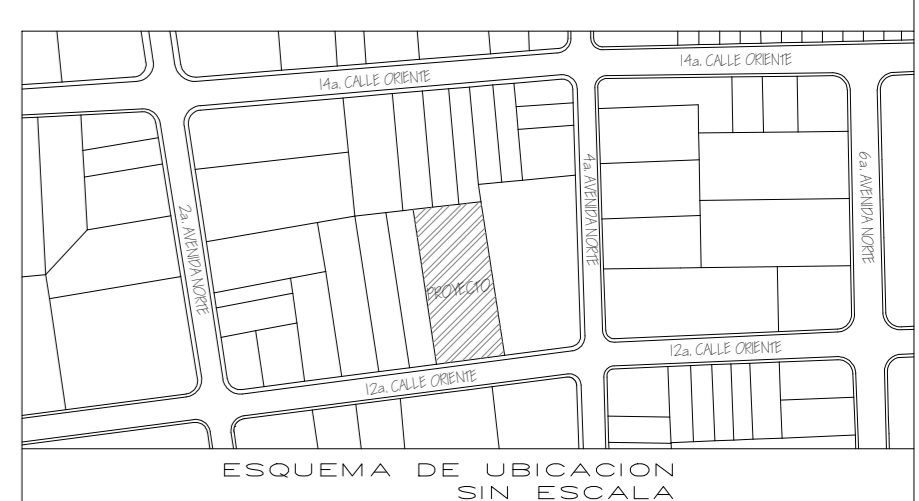 14a. CALLE ORIENTE
14a. CALLE ORIENTE
2a. AVENIDA NORTE
4a. AVENIDA NORTE
6a. AVENIDA NORTE
PROYECTO
12a. CALLE ORIENTE
12a. CALLE ORIENTE
ESQUEMA DE UBICACION
SIN ESCALA